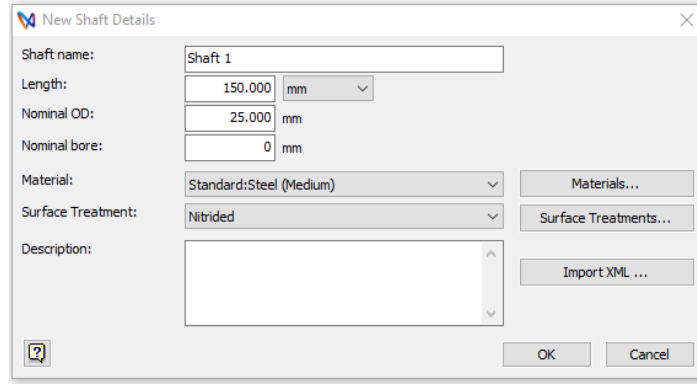 New Shaft Details
Shaft name: Shaft 1
Length: 150.000 mm
Nominal OD: 25.000 mm
Nominal bore: 0 mm
Material: Standard:Steel (Medium) Materials...
Surface Treatment: Nitrided Surface Treatments...
Description:
Import XML ...
? OK Cancel